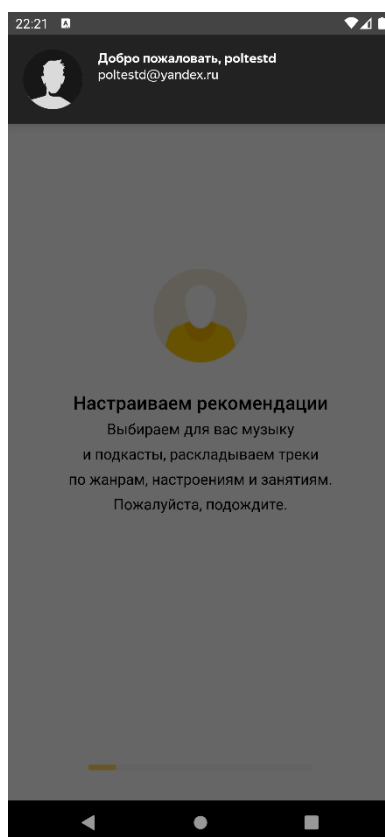 22:21
Добро пожаловать, poltestd
poltestd@yandex.ru
Настраиваем рекомендации
Выбираем для вас музыку
и подкасты, раскладываем треки
по жанрам, настроениям и занятиям.
Пожалуйста, подождите.